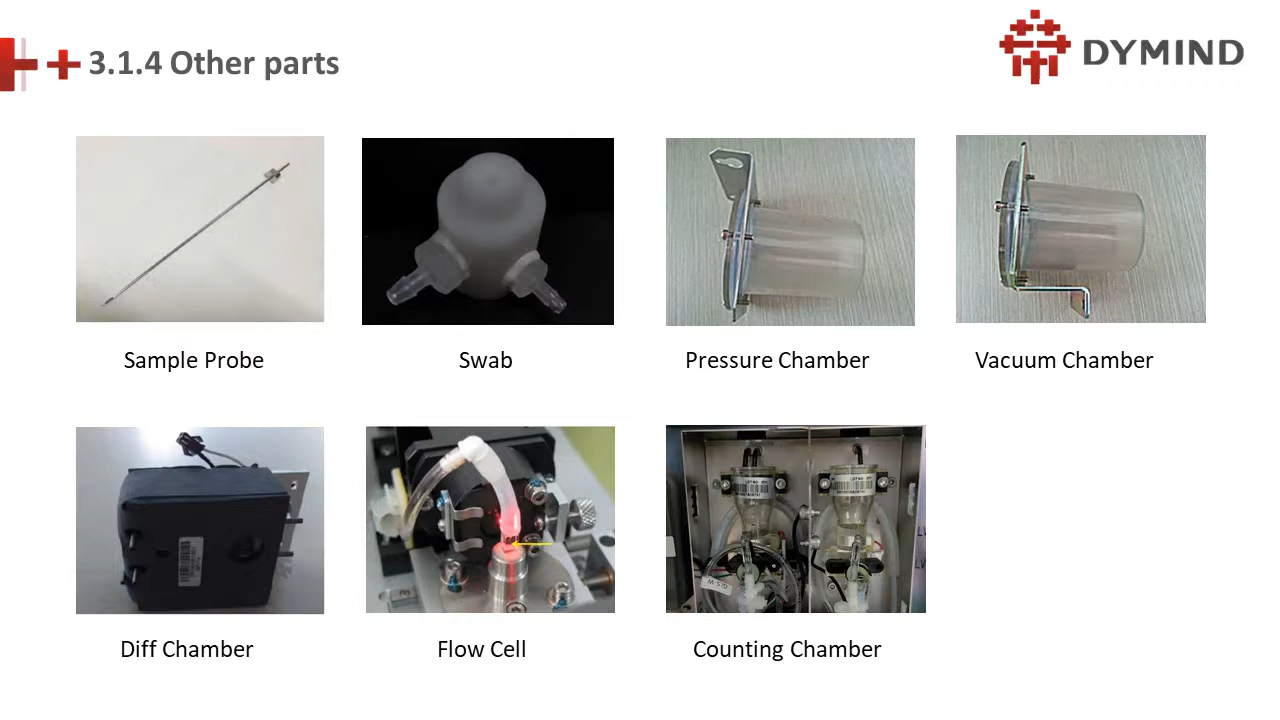 3.1.4 Other parts
DYMIND
Sample Probe
Swab
Pressure Chamber
Vacuum Chamber
Diff Chamber
Flow Cell
Counting Chamber